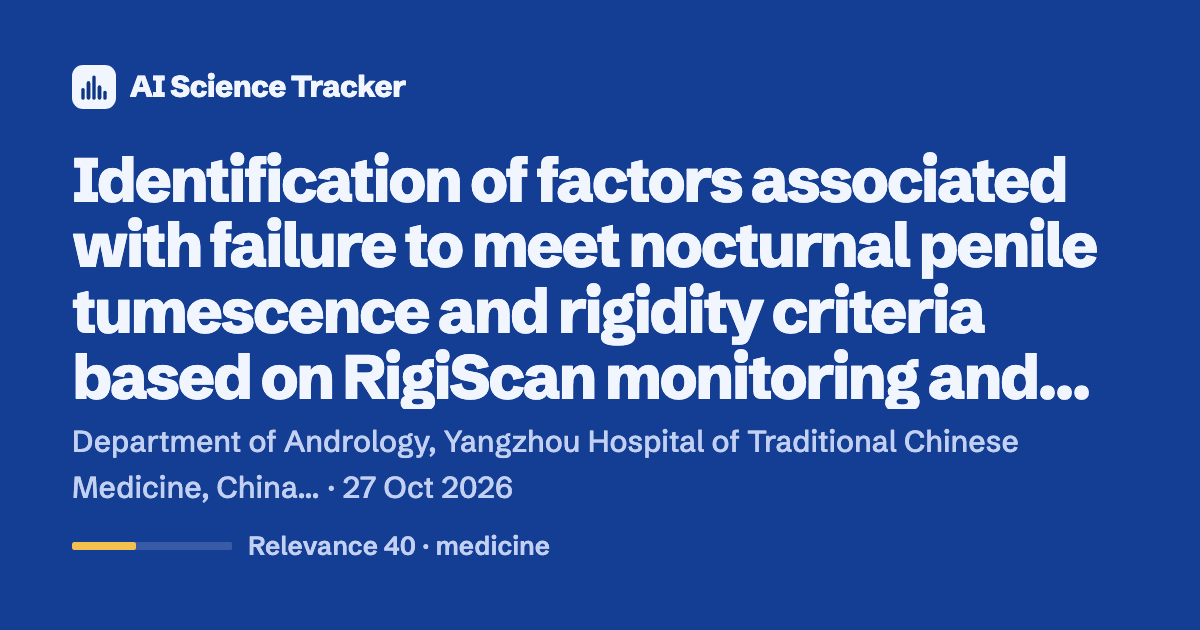 AI Science Tracker
Identification of factors associated
with failure to meet nocturnal penile
tumescence and rigidity criteria
based on RigiScan monitoring and...
Department of Andrology, Yangzhou Hospital of Traditional Chinese
Medicine, China... · 27 Oct 2026
Relevance 40 · medicine